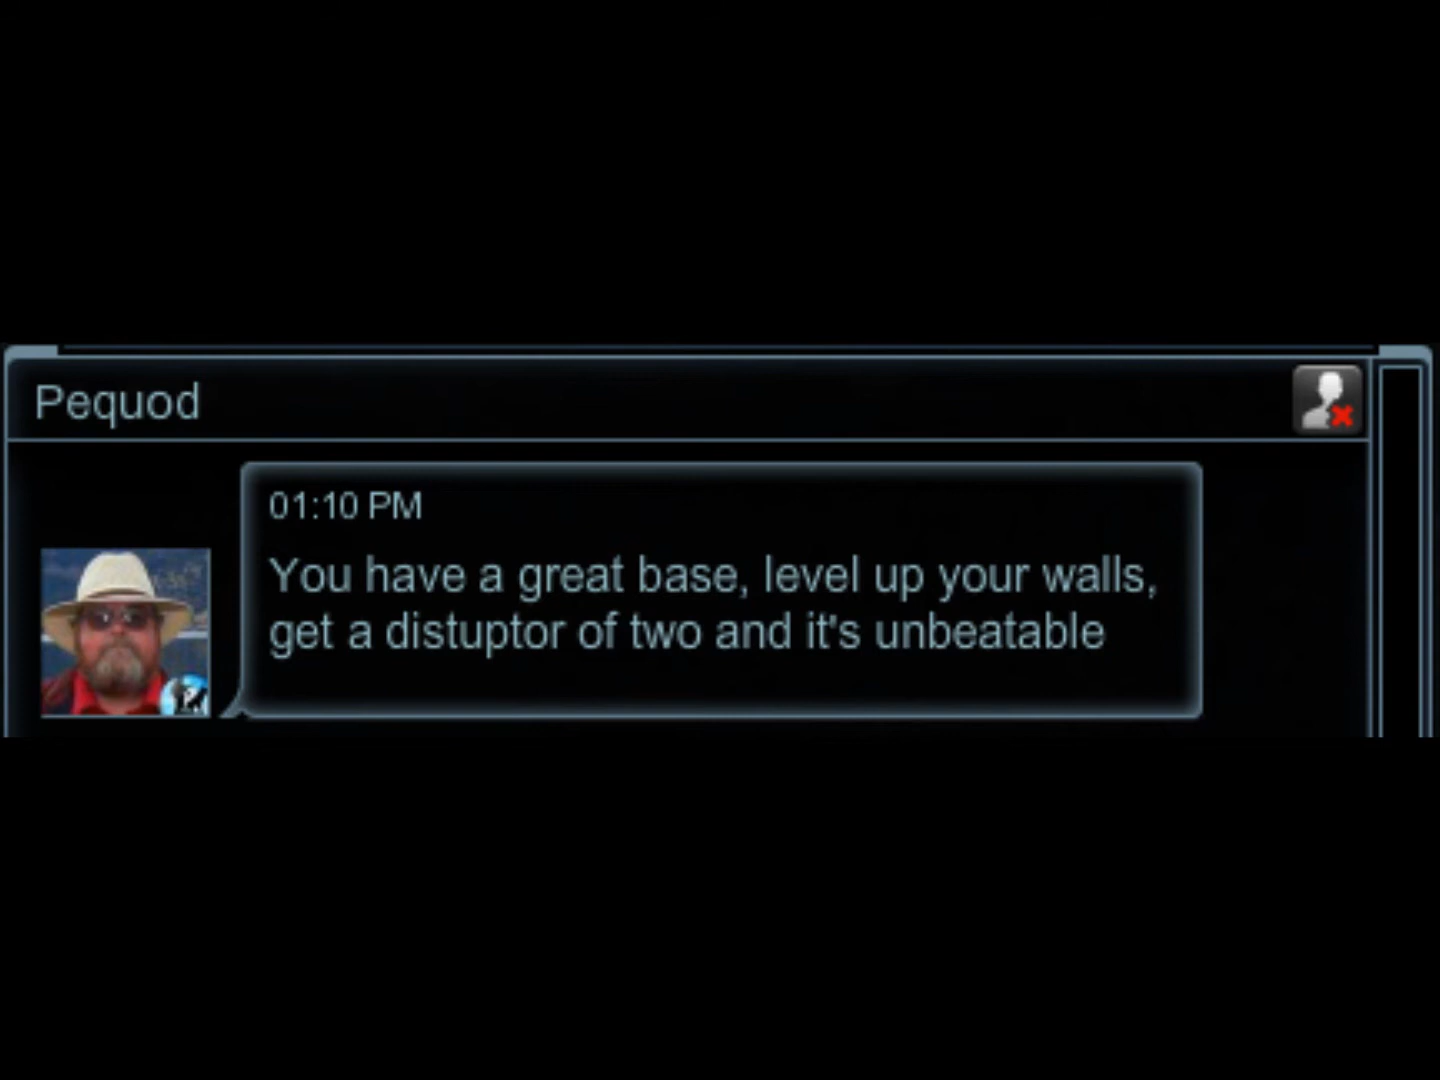 Pequod
01:10 PM
You have a great base, level up your walls,
get a distuptor of two and it's unbeatable